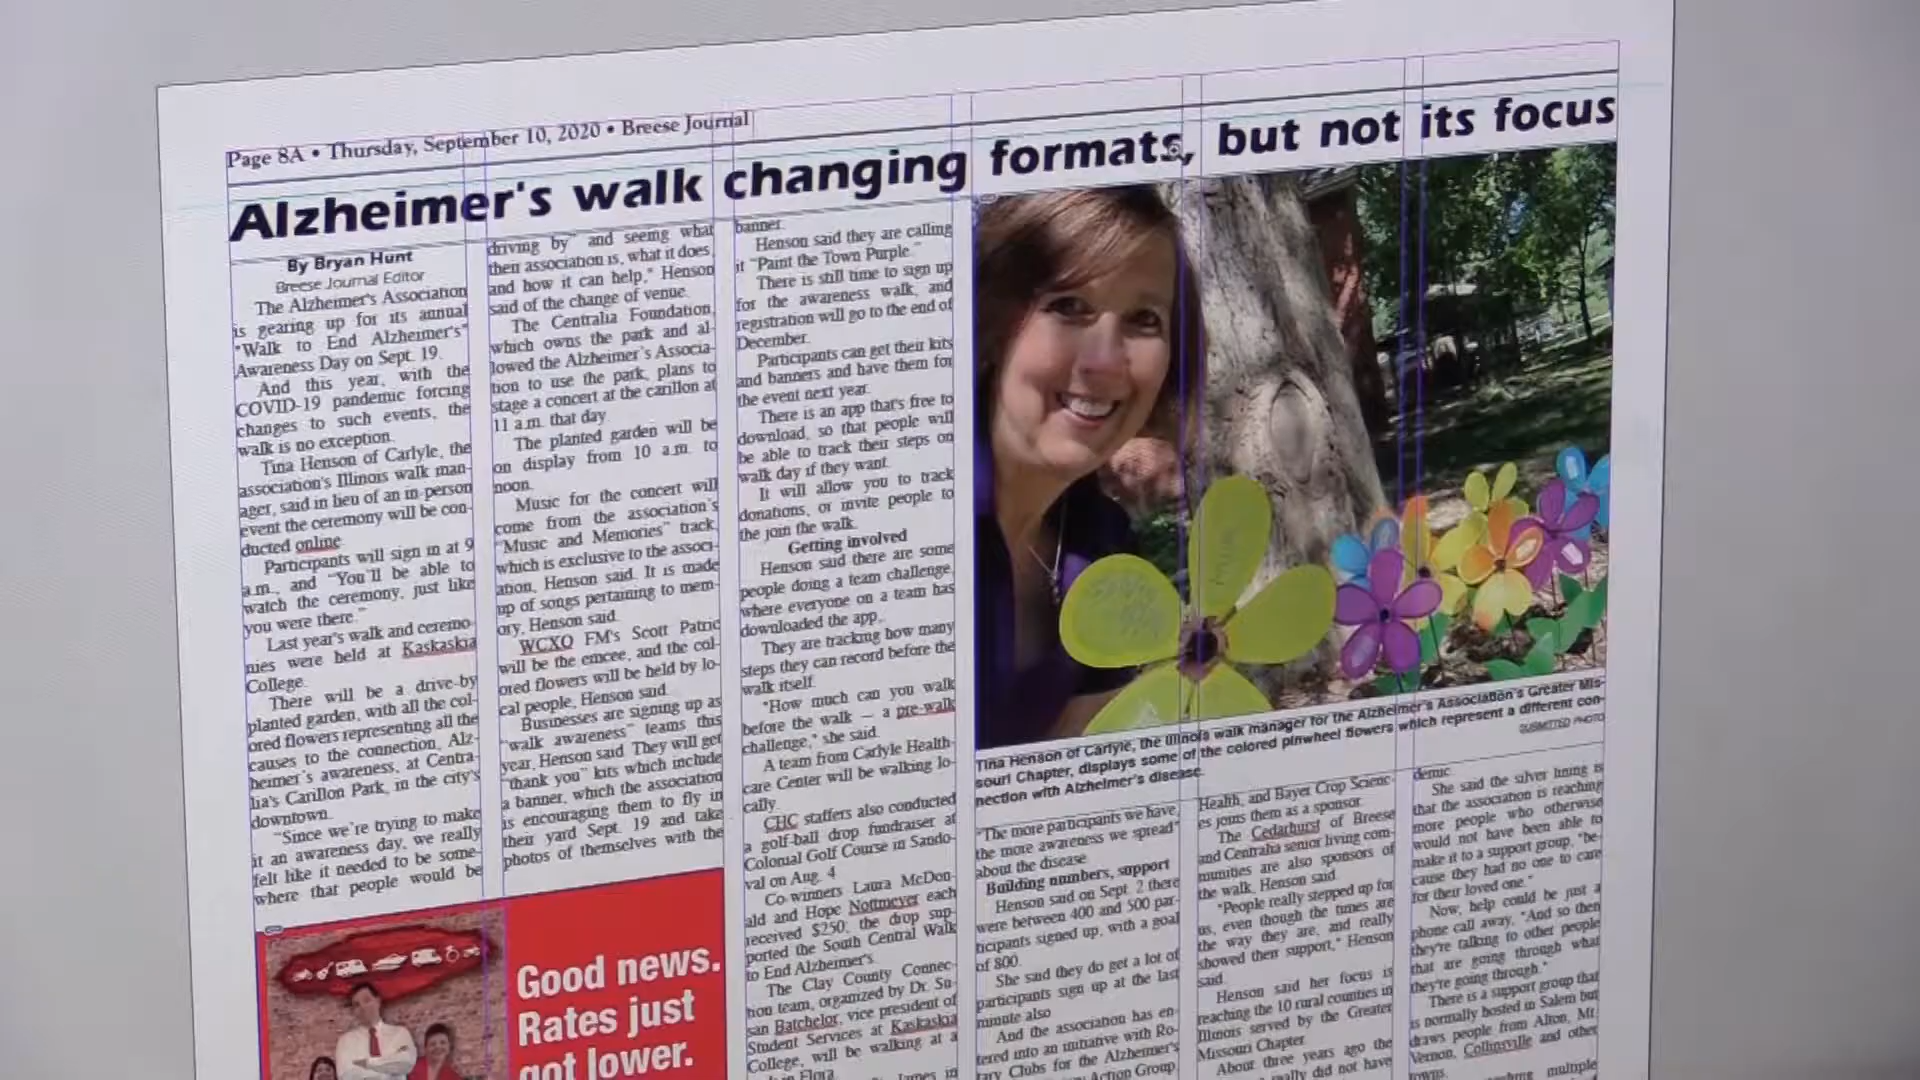 Page 8A • Thursday, September 10, 2020 • Breese Journal
Alzheimer's walk changing formats, but not its focus
By Bryan Hunt
Breese Journal Editor
The Alzheimer's Association
is gearing up for its annual
"Walk to End Alzheimer's"
Awareness Day on Sept. 19.
And this year, with the
COVID-19 pandemic forcing
changes to such events, the
walk is no exception.
Tina Henson of Carlyle, the
association's Illinois walk man-
ager, said in lieu of an in-person
event the ceremony will be con-
ducted online.
Participants will sign in at 9
a.m., and "You'll be able to
watch the ceremony, just like
you were there."
Last year's walk and ceremo-
nies were held at Kaskaskia
College.
There will be a drive-by
planted garden, with all the col-
ored flowers representing all the
causes to the connection, Alz-
heimer's awareness, at Centra-
lia's Carillon Park, in the city's
downtown.
"Since we're trying to make
it an awareness day, we really
felt like it needed to be some-
where that people would be
driving by" and seeing what
then association is, what it does,
and how it can help," Henson
said of the change of venue.
The Centralia Foundation,
which owns the park and al-
lowed the Alzheimer's Associa-
tion to use the park, plans to
stage a concert at the carillon at
11 a.m. that day.
The planted garden will be
on display from 10 a.m. to
noon.
Music for the concert will
come from the association's
"Music and Memories" track,
which is exclusive to the associ-
ation, Henson said. It is made
up of songs pertaining to mem-
ory, Henson said.
WCXO FM's Scott Patric
will be the emcee, and the col-
ored flowers will be held by lo-
cal people, Henson said.
Businesses are signing up as
"walk awareness" teams this
year, Henson said. They will get
"thank you" kits which include
a banner, which the association
is encouraging them to fly in
their yard Sept. 19 and take
photos of themselves with the
banner.
Henson said they are calling
it "Paint the Town Purple."
There is still time to sign up
for the awareness walk, and
registration will go to the end of
December.
Participants can get their kits
and banners and have them for
the event next year.
There is an app that's free to
download, so that people will
be able to track their steps on
walk day if they want.
It will allow you to track
donations, or invite people to
the join the walk.
Getting involved
Henson said there are some
people doing a team challenge,
where everyone on a team has
downloaded the app.
They are tracking how many
steps they can record before the
walk itself.
"How much can you walk
before the walk — a pre-walk
challenge," she said.
A team from Carlyle Health-
care Center will be walking lo-
cally.
CHC staffers also conducted
a golf-ball drop fundraiser at
Colonial Golf Course in Sando-
val on Aug. 4.
Co-winners Laura McDon-
ald and Hope Nottmeyer each
received $250; the drop sup-
ported the South Central Walk
to End Alzheimer's.
The Clay County Connec-
tion team, organized by Dr. Su-
san Batchelor, vice president of
Student Services at Kaskaskia
College, will be walking at a
Flora.
James in
Tina Henson of Carlyle, the Illinois walk manager for the Alzheimer's Association's Greater Mis-
souri Chapter, displays some of the colored pinwheel flowers which represent a different con-
nection with Alzheimer's disease.
SUBMITTED PHOTO
"The more participants we have,
the more awareness we spread"
about the disease.
Building numbers, support
Henson said on Sept. 2 there
were between 400 and 500 par-
ticipants signed up, with a goal
of 800.
She said they do get a lot of
participants sign up at the last
minute also.
And the association has en-
tered into an initiative with Ro-
tary Clubs for the Alzheimer's
Action Group,
Health, and Bayer Crop Scienc-
es joins them as a sponsor.
The Cedarhurst of Breese
and Centralia senior living com-
munities are also sponsors of
the walk, Henson said.
"People really stepped up for
us, even though the times are
the way they are, and really
showed their support," Henson
said.
Henson said her focus is
reaching the 10 rural counties in
Illinois served by the Greater
Missouri Chapter.
About three years ago the
really did not have
demic.
She said the silver lining is
that the association is reaching
more people who otherwise
would not have been able to
make it to a support group, "be-
cause they had no one to care
for their loved one."
Now, help could be just a
phone call away. "And so then
they're talking to other people
that are going through what
they're going through."
There is a support group that
is normally hosted in Salem but
draws people from Alton, Mt.
Vernon, Collinsville and other
towns.
multiple
Good news.
Rates just
got lower.